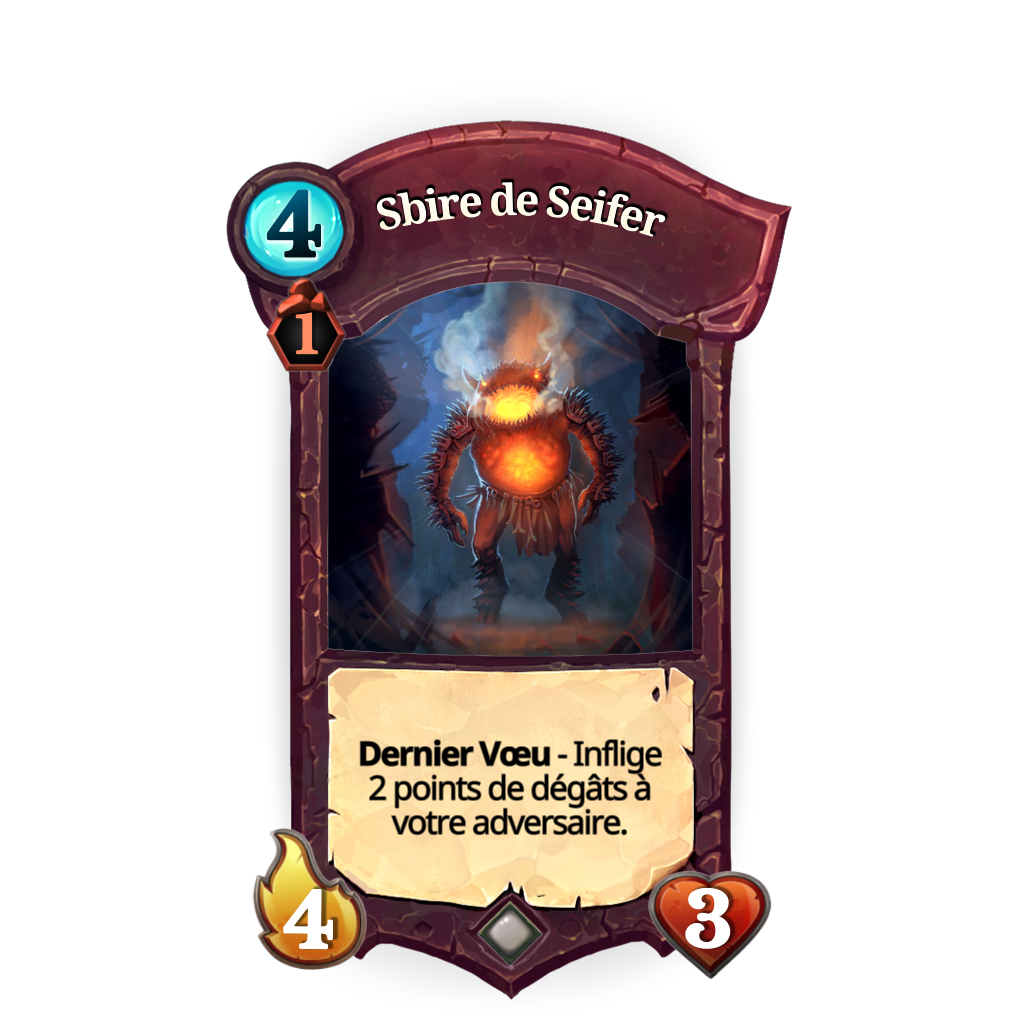 4
Sbire de Seifer
1
Dernier Vœu - Inflige
2 points de dégâts à
votre adversaire.
4
3